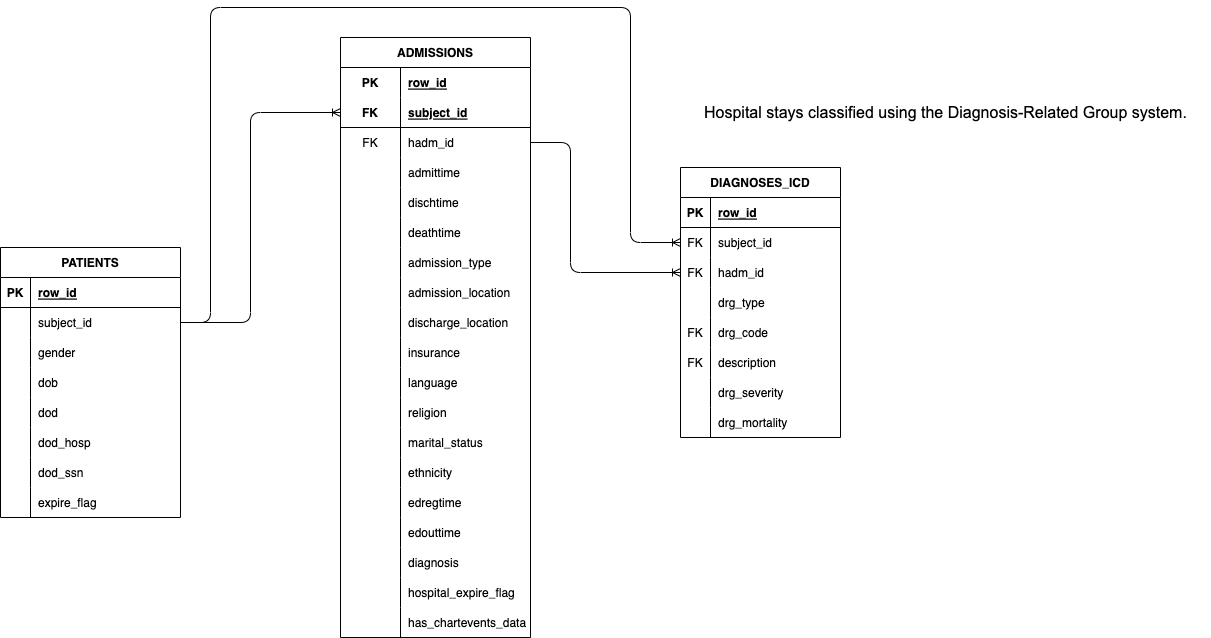 ADMISSIONS
PK row_id
FK subject_id
FK hadm_id
admittime
dischtime
deathtime
admission_type
admission_location
discharge_location
insurance
language
religion
marital_status
ethnicity
edregtime
edouttime
diagnosis
hospital_expire_flag
has_chartevents_data
Hospital stays classified using the Diagnosis-Related Group system.
DIAGNOSES_ICD
PK row_id
FK subject_id
FK hadm_id
drg_type
FK drg_code
FK description
drg_severity
drg_mortality
PATIENTS
PK row_id
subject_id
gender
dob
dod
dod_hosp
dod_ssn
expire_flag